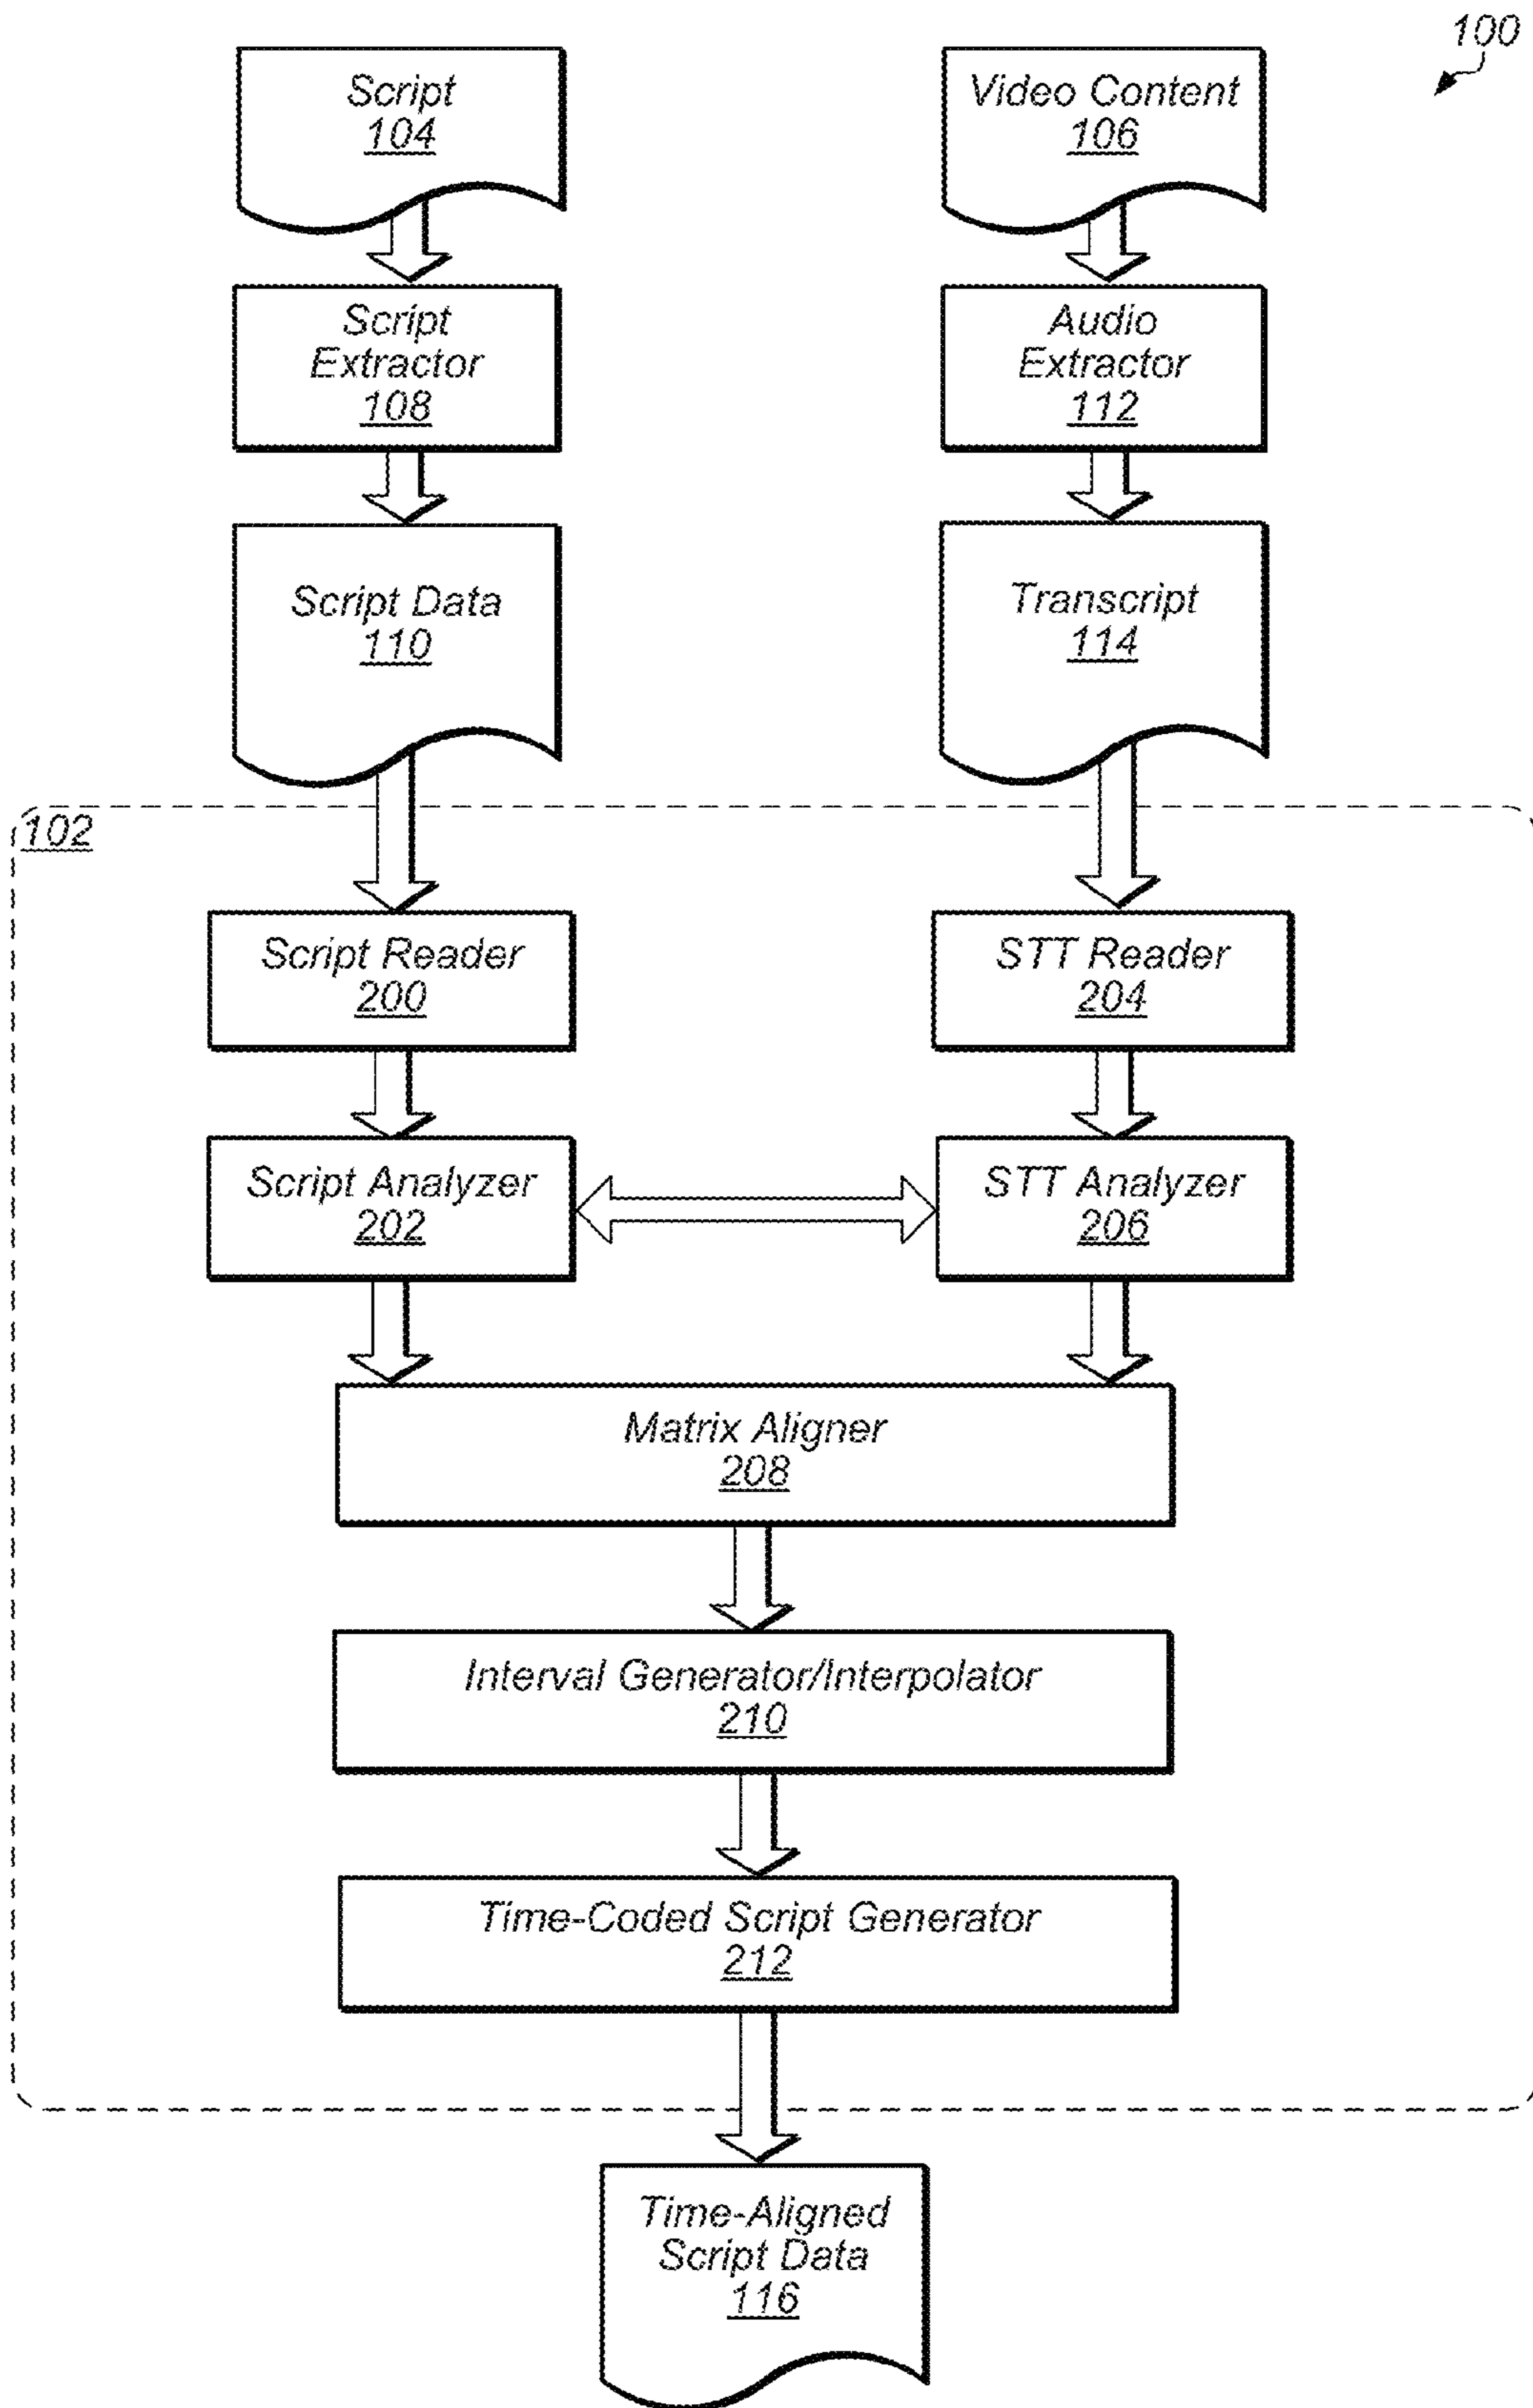 100
Script
104
Video Content
106
Script
Extractor
108
Audio
Extractor
112
Script Data
110
Transcript
114
102
Script Reader
200
STT Reader
204
Script Analyzer
202
STT Analyzer
206
Matrix Aligner
208
Interval Generator/Interpolator
210
Time-Coded Script Generator
212
Time-Aligned
Script Data
116